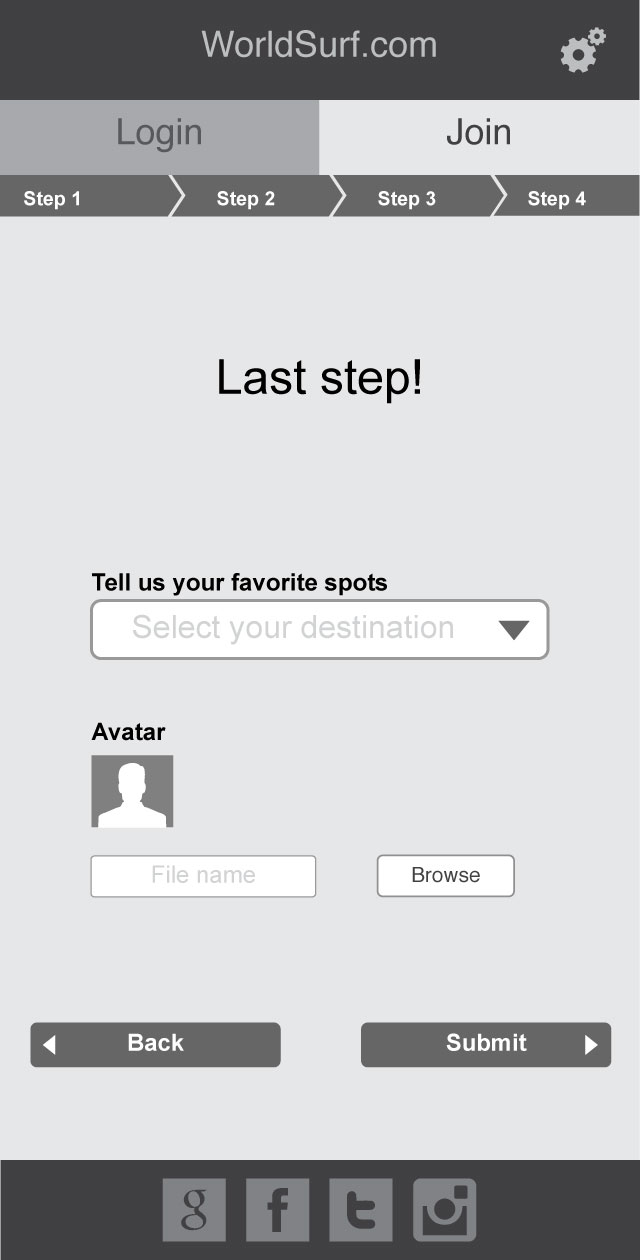 WorldSurf.com
Login
Join
Step 1
Step 2
Step 3
Step 4
Last step!
Tell us your favorite spots
Select your destination
Avatar
File name
Browse
Back
Submit
g
f
t